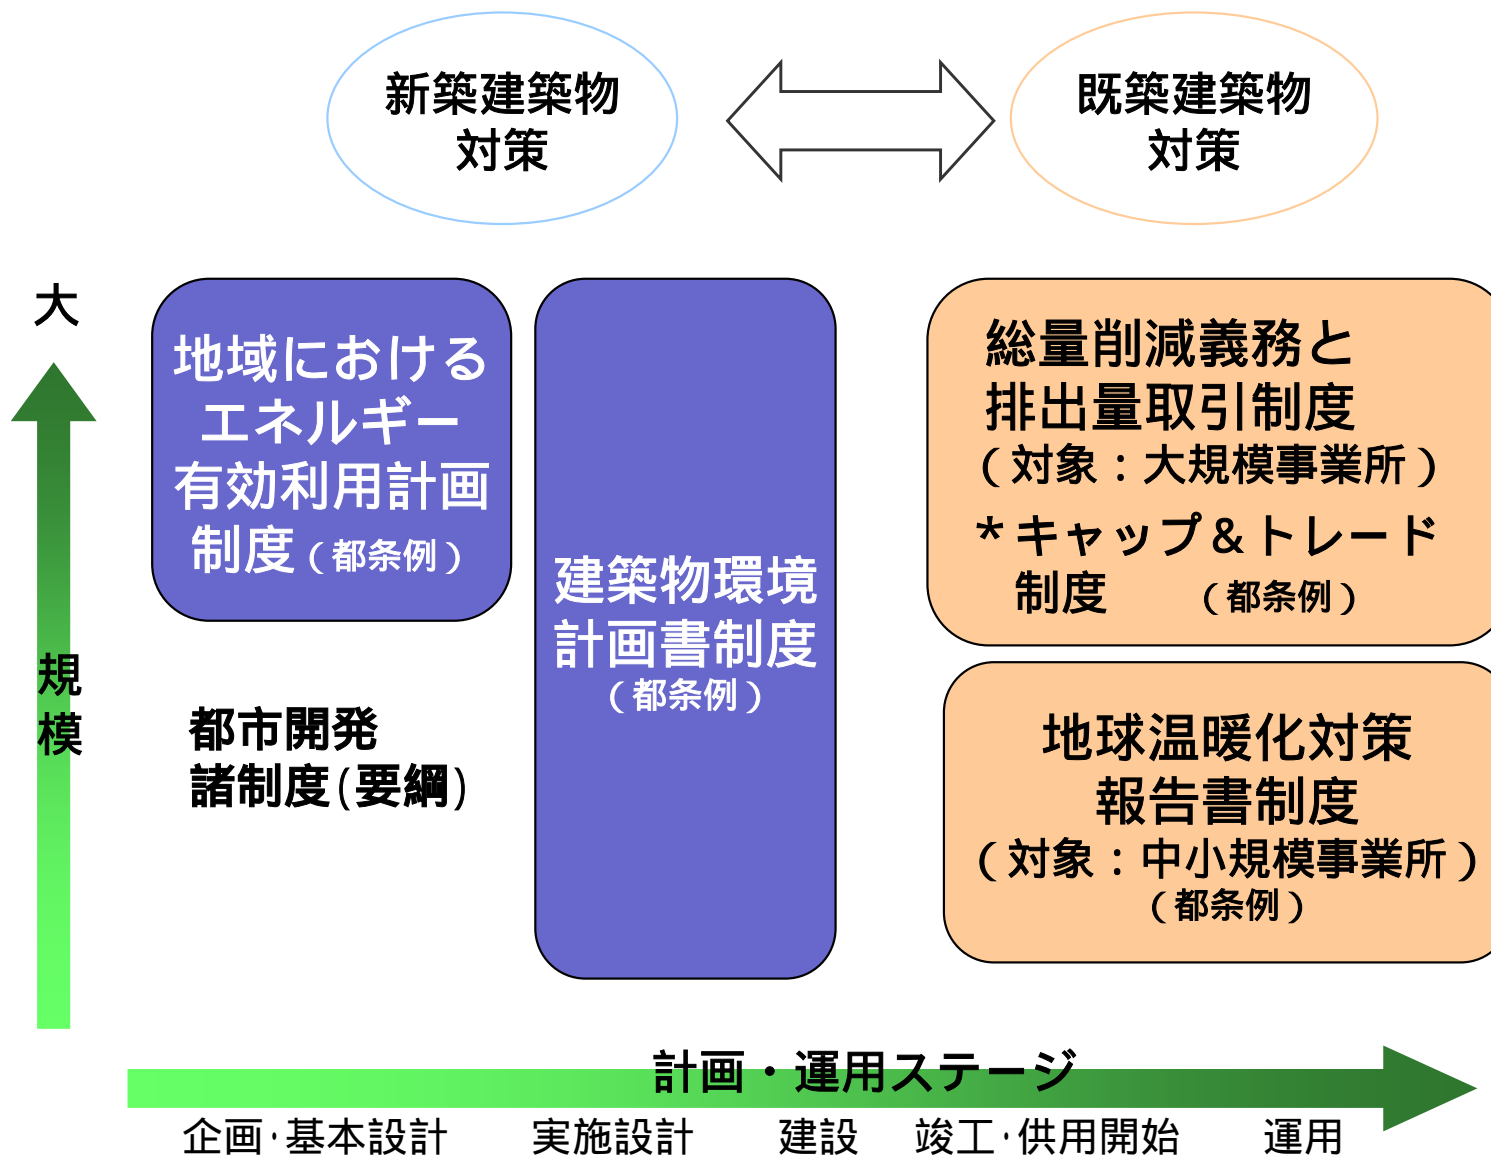 新築建築物
対策
既築建築物
対策
大
規
模
地域における
エネルギー
有効利用計画
制度（都条例）
都市開発
諸制度(要綱)
建築物環境
計画書制度
（都条例）
総量削減義務と
排出量取引制度
（対象：大規模事業所）
＊キャップ＆トレード
制度　（都条例）
地球温暖化対策
報告書制度
（対象：中小規模事業所）
（都条例）
計画・運用ステージ
企画･基本設計　実施設計　建設　竣工･供用開始　運用